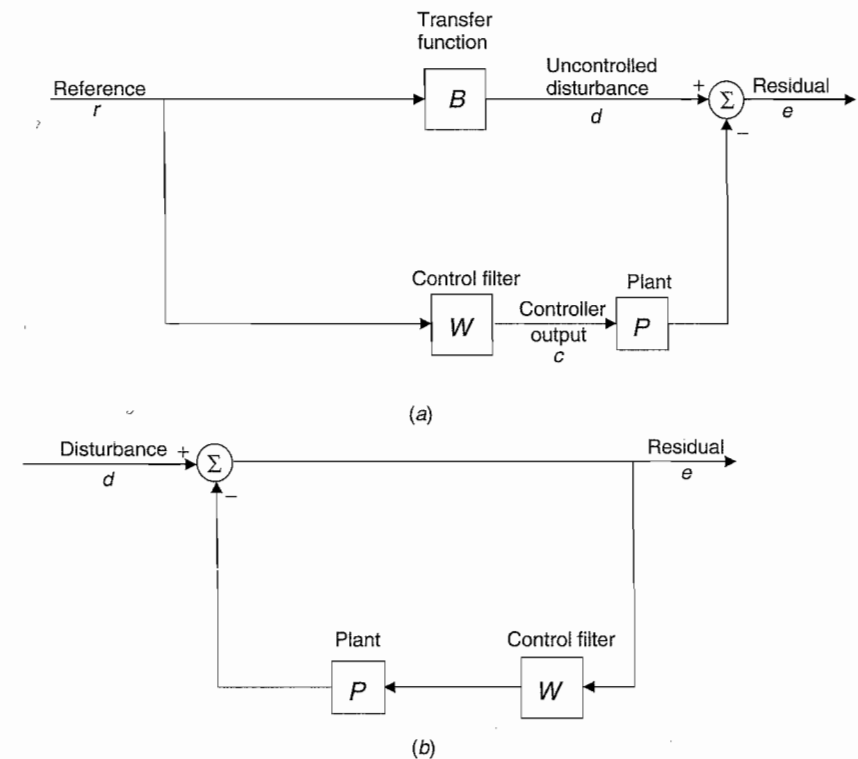 Transfer
function
Reference
r
B
Uncontrolled
disturbance
d
+
Σ
Residual
e
−
Control filter
W
Controller
output
c
Plant
P
(a)
Disturbance
d
+
Σ
Residual
e
−
Plant
P
Control filter
W
(b)